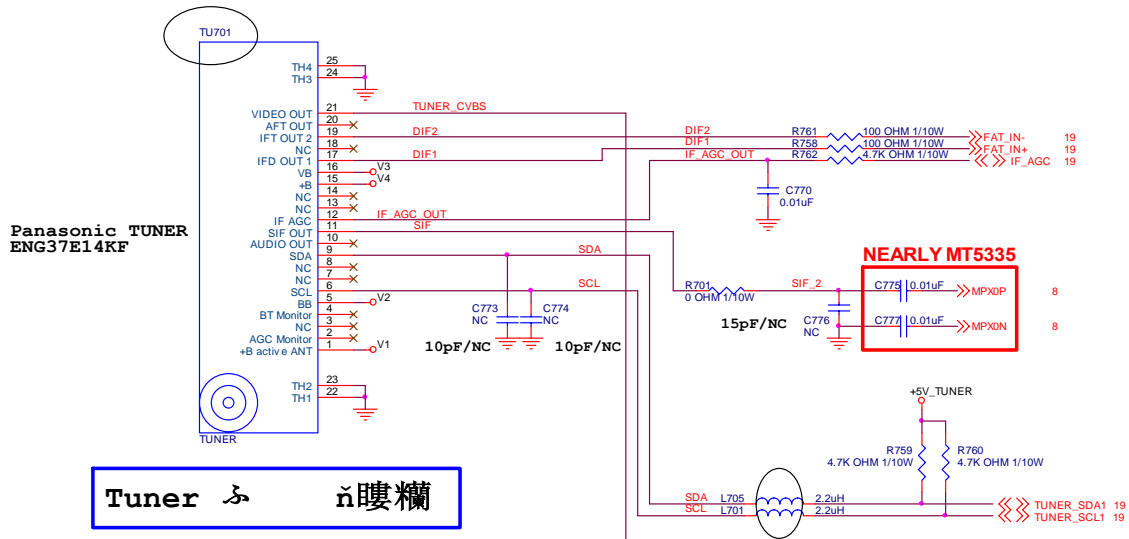 TU701
TH4 25
TH3 24
VIDEO OUT 21 TUNER_CVBS
AFT OUT 20
IFT OUT 2 19 DIF2 DIF2 R761 100 OHM 1/10W FAT_IN- 19
NC 18 DIF1 R758 100 OHM 1/10W FAT_IN+ 19
IFD OUT 1 17 DIF1 IF_AGC_OUT R762 4.7K OHM 1/10W IF_AGC 19
VB 16 V3
+B 15 V4
NC 14
NC 13
C770
0.01uF
IF AGC 12 IF_AGC_OUT
SIF OUT 11 SIF
AUDIO OUT 10
Panasonic TUNER
ENG37E14KF
SDA 9 SDA
NC 8
NC 7
SCL 6 SCL
BB 5 V2
BT Monitor 4
NC 3
AGC Monitor 2
+B active ANT 1 V1
C773
NC
C774
NC
10pF/NC 10pF/NC
NEARLY MT5335
R701
0 OHM 1/10W
SIF_2
C775 0.01uF MPX0P 8
15pF/NC
C776
NC
C777 0.01uF MPX0N 8
TH2 23
TH1 22
TUNER
+5V_TUNER
R759
4.7K OHM 1/10W
R760
4.7K OHM 1/10W
Tuner ふ ñ瞜糷
SDA L705 2.2uH TUNER_SDA1 19
SCL L701 2.2uH TUNER_SCL1 19